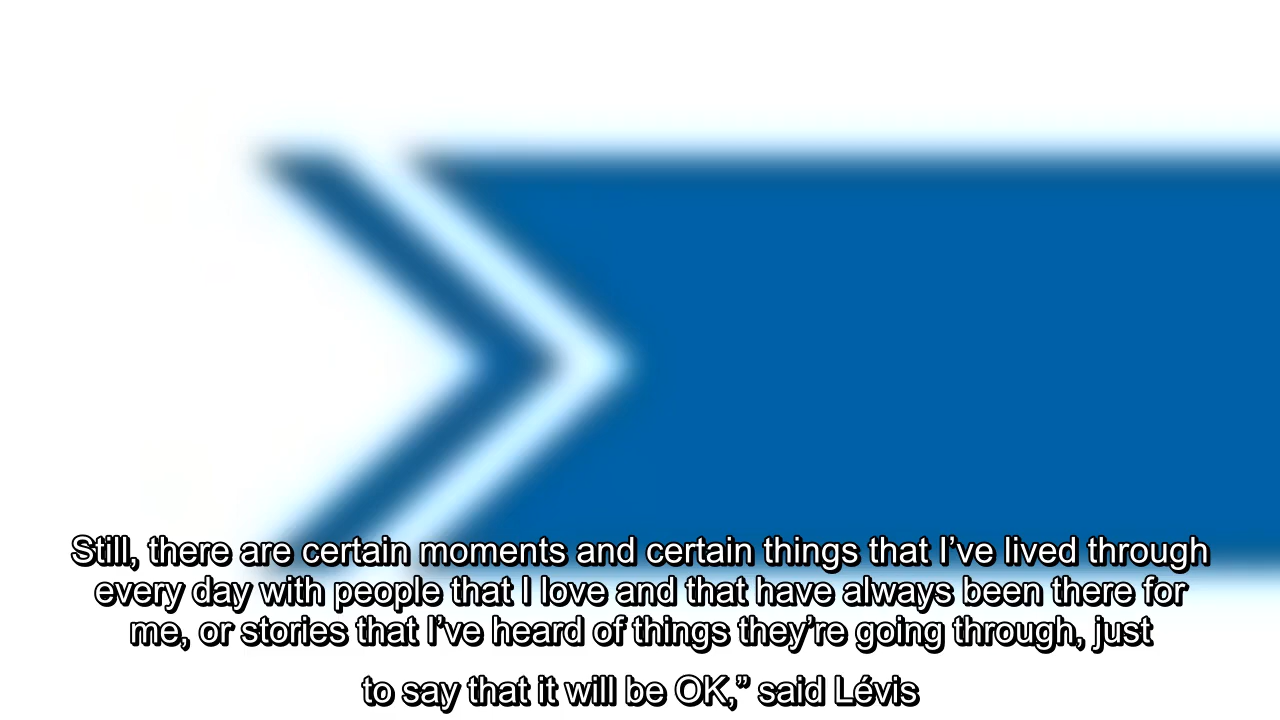 Still, there are certain moments and certain things that I’ve lived through
every day with people that I love and that have always been there for
me, or stories that I’ve heard of things they’re going through, just
to say that it will be OK,” said Lévis